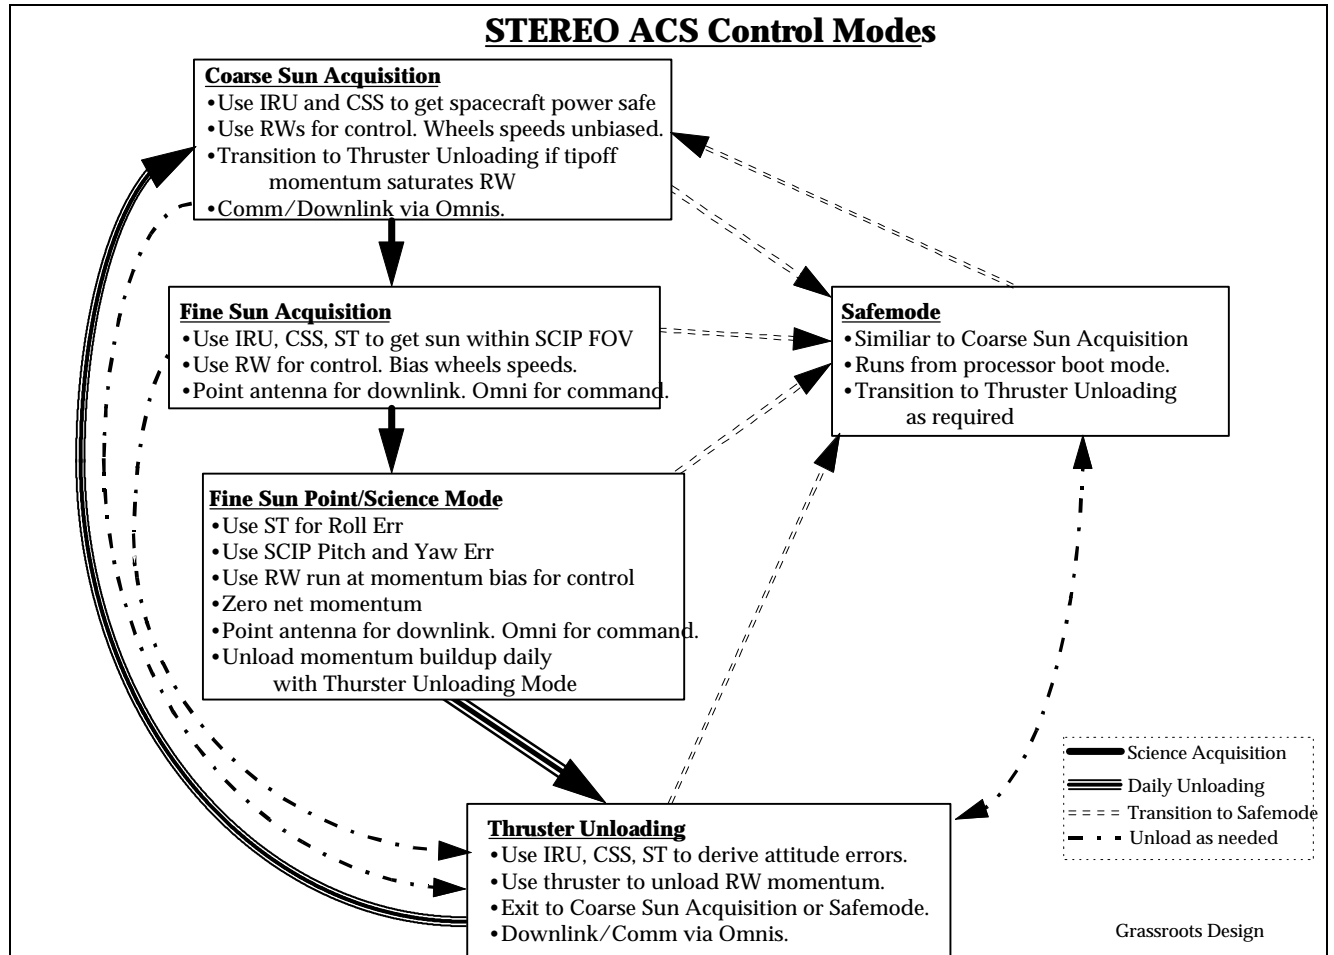 STEREO ACS Control Modes
Coarse Sun Acquisition
•Use IRU and CSS to get spacecraft power safe
•Use RWs for control. Wheels speeds unbiased.
•Transition to Thruster Unloading if tipoff
momentum saturates RW
•Comm/Downlink via Omnis.
Fine Sun Acquisition
•Use IRU, CSS, ST to get sun within SCIP FOV
•Use RW for control. Bias wheels speeds.
•Point antenna for downlink. Omni for command.
Safemode
•Similiar to Coarse Sun Acquisition
•Runs from processor boot mode.
•Transition to Thruster Unloading
as required
Fine Sun Point/Science Mode
•Use ST for Roll Err
•Use SCIP Pitch and Yaw Err
•Use RW run at momentum bias for control
•Zero net momentum
•Point antenna for downlink. Omni for command.
•Unload momentum buildup daily
with Thurster Unloading Mode
Science Acquisition
Daily Unloading
Transition to Safemode
Unload as needed
Thruster Unloading
•Use IRU, CSS, ST to derive attitude errors.
•Use thruster to unload RW momentum.
•Exit to Coarse Sun Acquisition or Safemode.
•Downlink/Comm via Omnis.
Grassroots Design